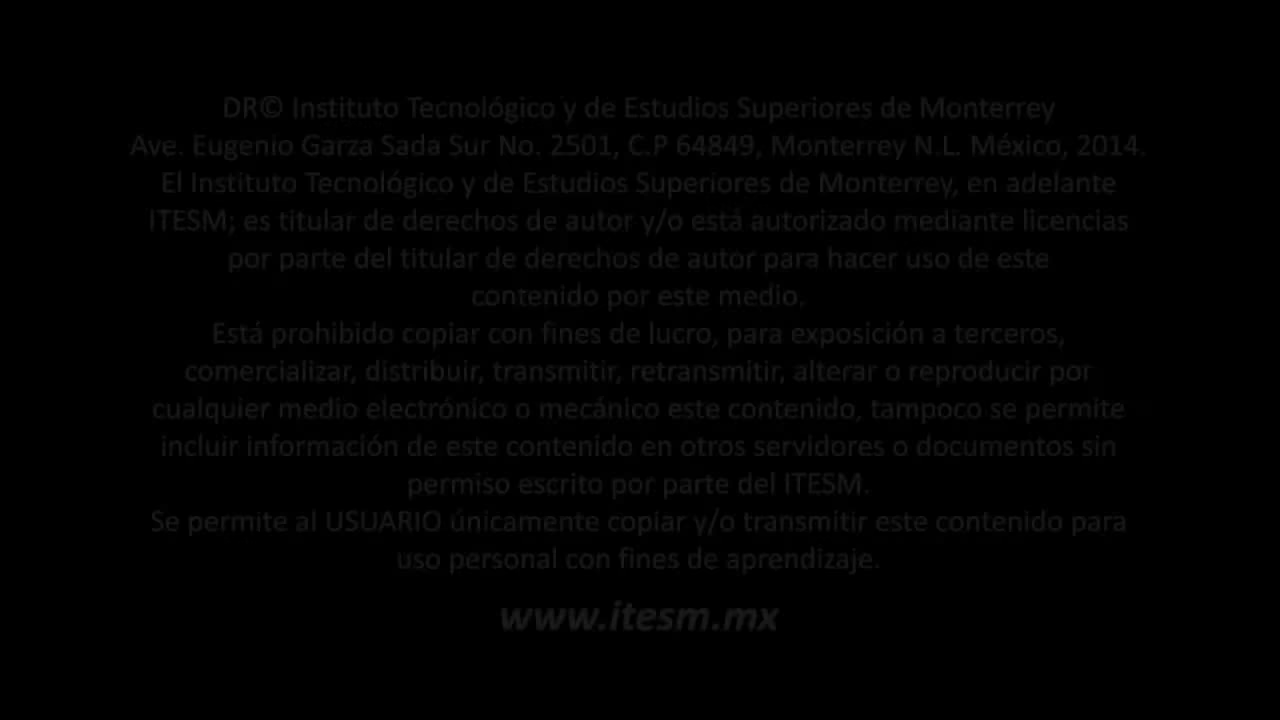 DR© Instituto Tecnológico y de Estudios Superiores de Monterrey
Ave. Eugenio Garza Sada Sur No. 2501, C.P 64849, Monterrey N.L. México, 2014.
El Instituto Tecnológico y de Estudios Superiores de Monterrey, en adelante
ITESM; es titular de derechos de autor y/o está autorizado mediante licencias
por parte del titular de derechos de autor para hacer uso de este
contenido por este medio.
Está prohibido copiar con fines de lucro, para exposición a terceros,
comercializar, distribuir, transmitir, retransmitir, alterar o reproducir por
cualquier medio electrónico o mecánico este contenido, tampoco se permite
incluir información de este contenido en otros servidores o documentos sin
permiso escrito por parte del ITESM.
Se permite al USUARIO únicamente copiar y/o transmitir este contenido para
uso personal con fines de aprendizaje.
www.itesm.mx